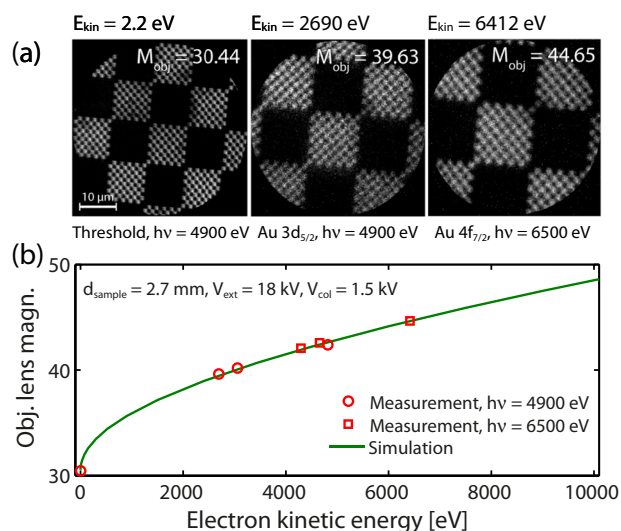 E_kin = 2.2 eV E_kin = 2690 eV E_kin = 6412 eV
(a)
M_obj = 30.44 M_obj = 39.63 M_obj = 44.65
10 µm
Threshold, hν = 4900 eV Au 3d_5/2, hν = 4900 eV Au 4f_7/2, hν = 6500 eV
(b)
50
d_sample = 2.7 mm, V_ext = 18 kV, V_col = 1.5 kV
Obj. lens magn.
40
Measurement, hν = 4900 eV
Measurement, hν = 6500 eV
Simulation
30
0 2000 4000 6000 8000 10000
Electron kinetic energy [eV]